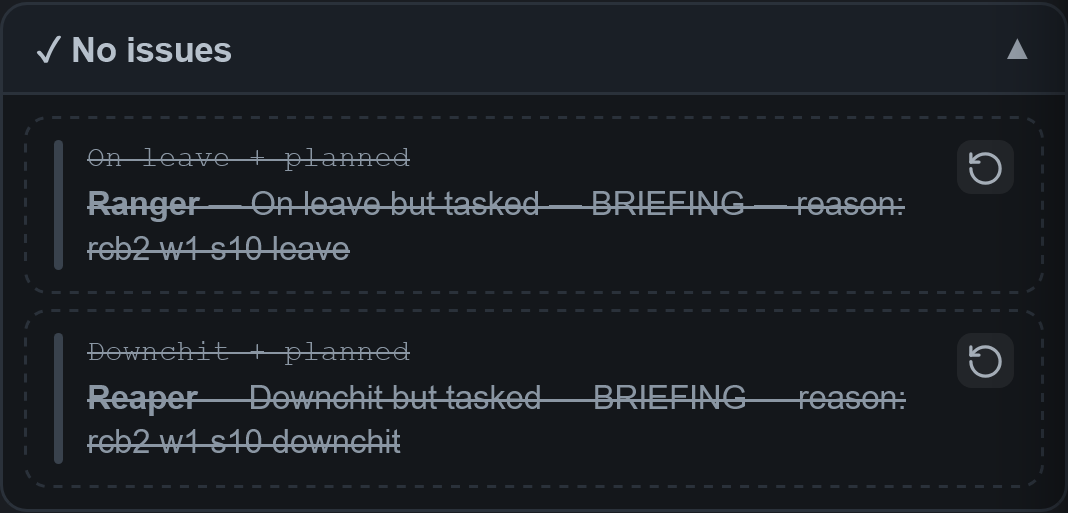 ✓ No issues
▲
On leave + planned
Ranger — On leave but tasked — BRIEFING — reason:
rcb2 w1 s10 leave
Downchit + planned
Reaper — Downchit but tasked — BRIEFING — reason:
rcb2 w1 s10 downchit